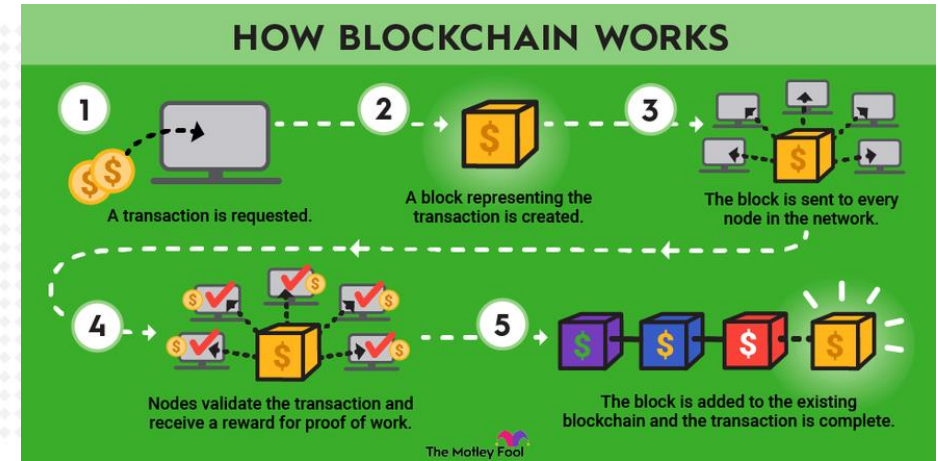 HOW BLOCKCHAIN WORKS
1
A transaction is requested.
2
$
A block representing the
transaction is created.
3
$
The block is sent to every
node in the network.
4
$
Nodes validate the transaction and
receive a reward for proof of work.
5
$ $ $ $
The block is added to the existing
blockchain and the transaction is complete.
The Motley Fool